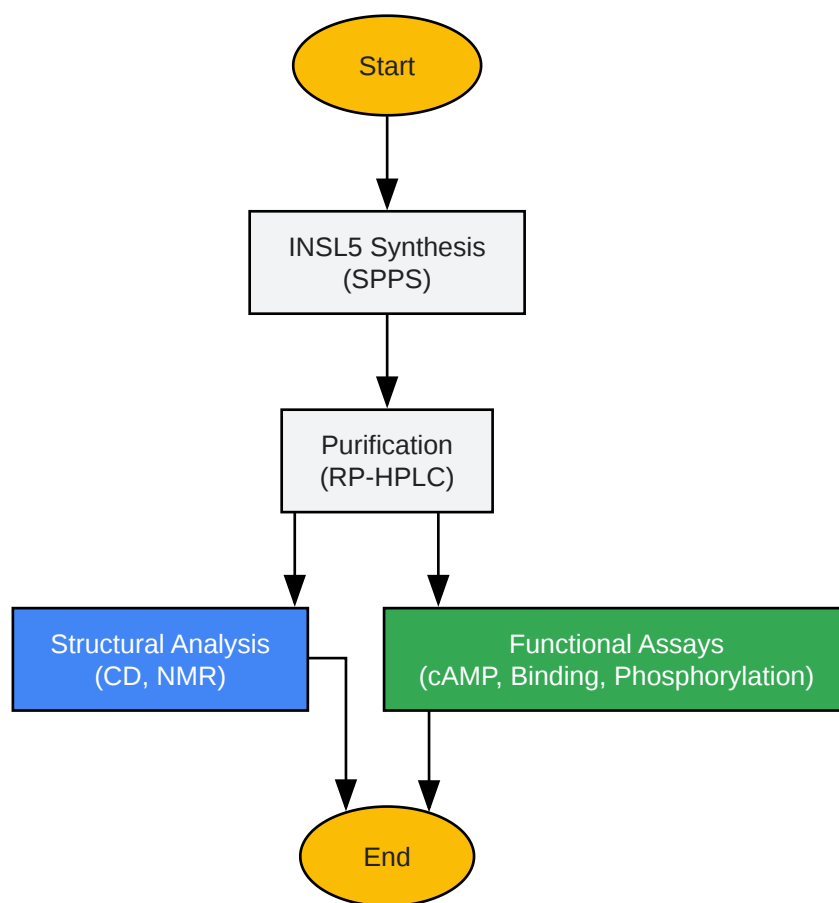 Start
INSL5 Synthesis
(SPPS)
Purification
(RP-HPLC)
Structural Analysis
(CD, NMR)
Functional Assays
(cAMP, Binding, Phosphorylation)
End